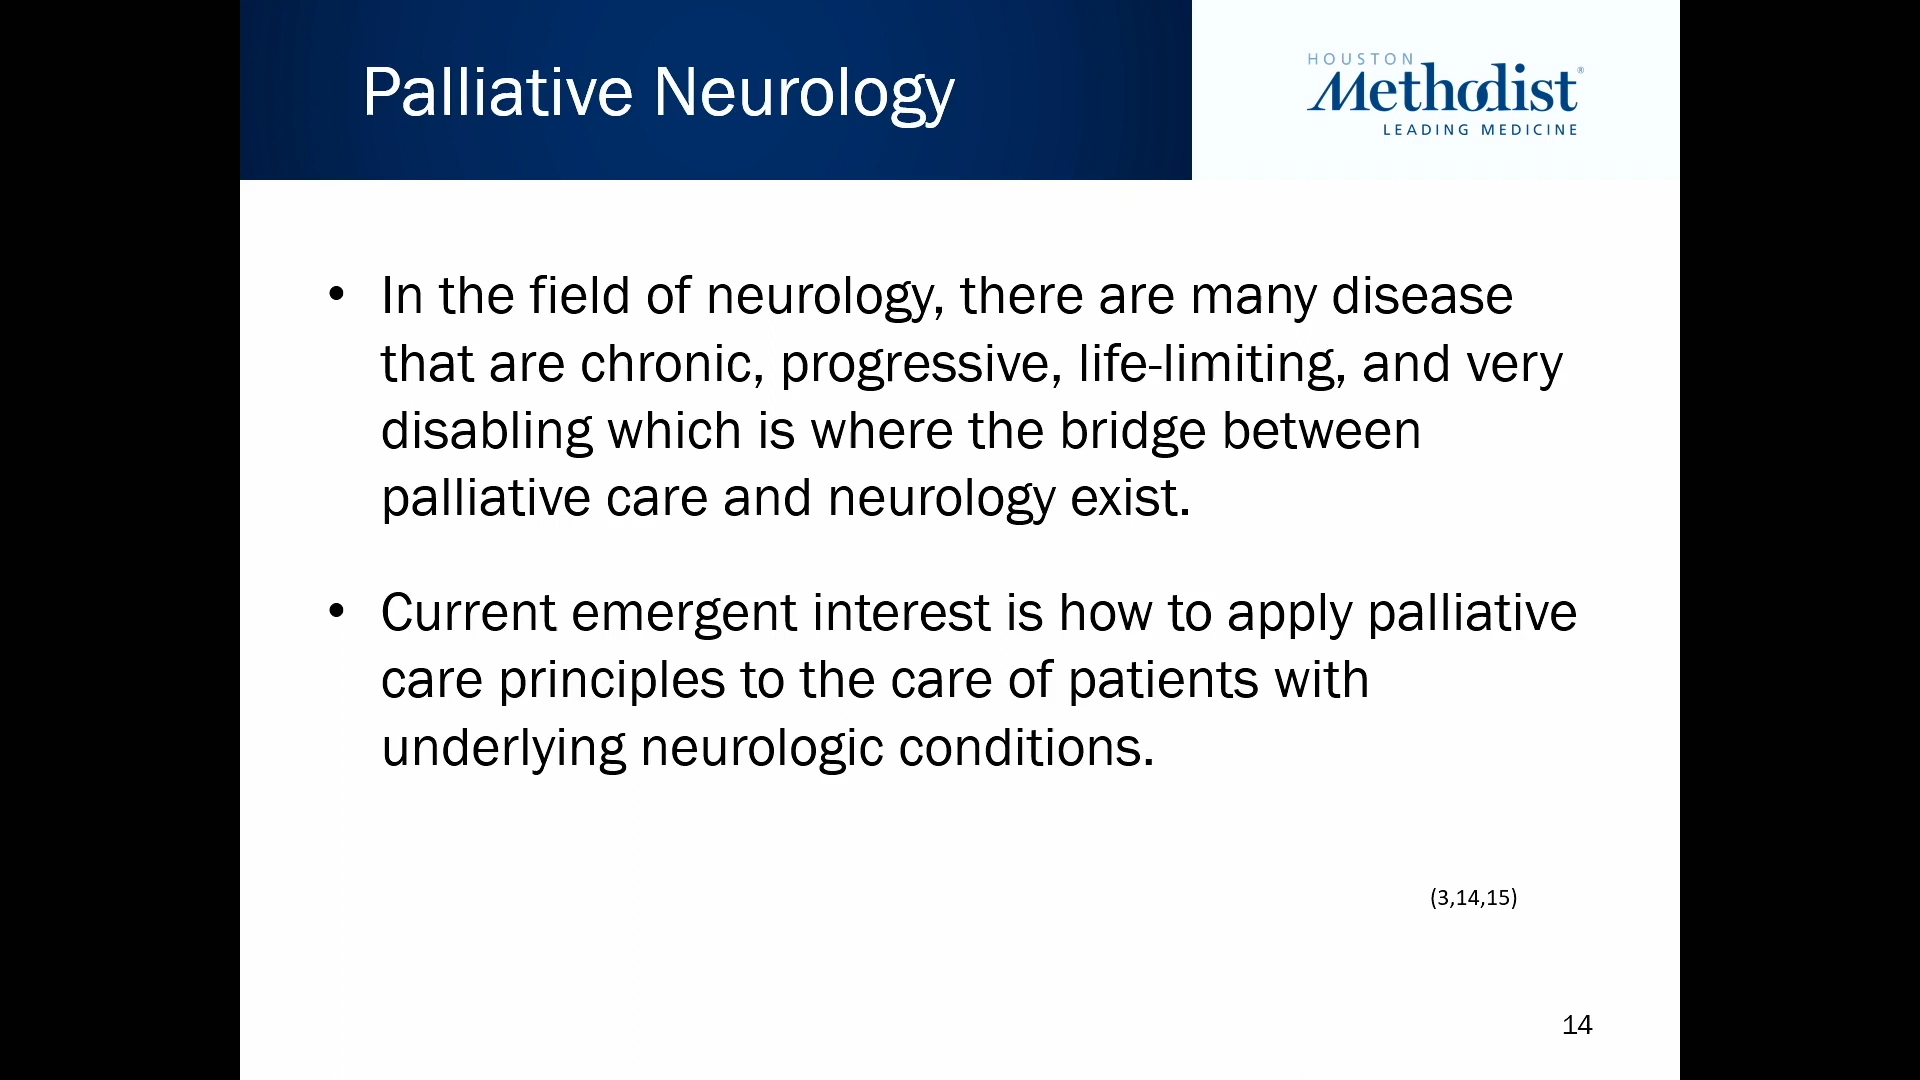 Palliative Neurology
HOUSTON
Methodist®
LEADING MEDICINE
• In the field of neurology, there are many disease
that are chronic, progressive, life-limiting, and very
disabling which is where the bridge between
palliative care and neurology exist.
• Current emergent interest is how to apply palliative
care principles to the care of patients with
underlying neurologic conditions.
(3,14,15)
14